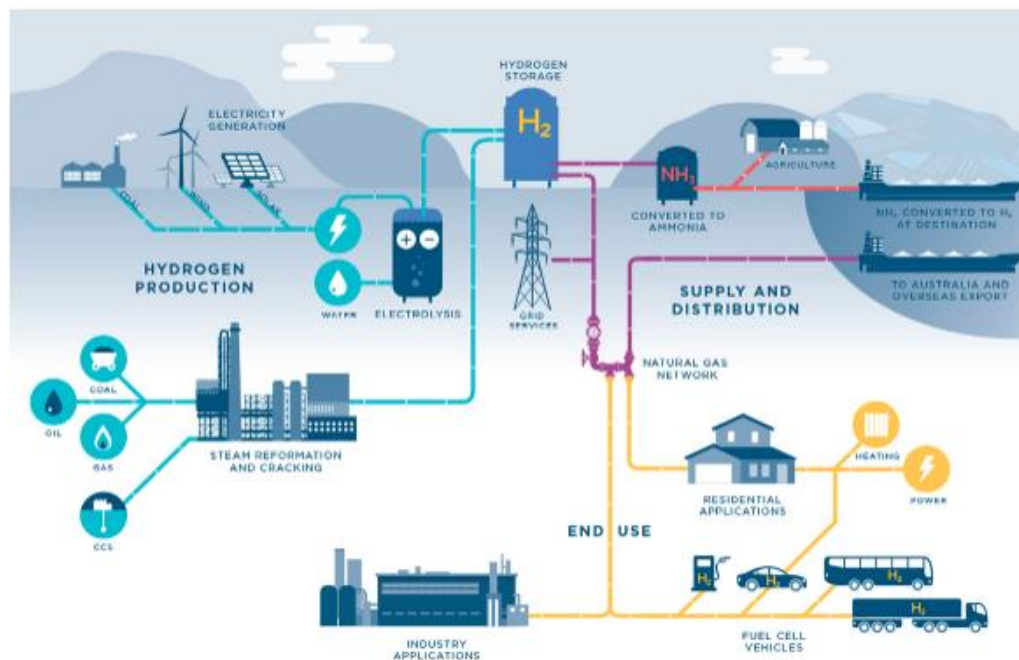 HYDROGEN
STORAGE
H2
ELECTRICITY
GENERATION
COAL
WIND
SOLAR
AGRICULTURE
NH3
CONVERTED TO
AMMONIA
NH3 CONVERTED TO H2
AT DESTINATION
HYDROGEN
PRODUCTION
WATER
ELECTROLYSIS
GRID
SERVICES
SUPPLY AND
DISTRIBUTION
TO AUSTRALIA AND
OVERSEAS EXPORT
NATURAL GAS
NETWORK
COAL
OIL
GAS
STEAM REFORMATION
AND CRACKING
CCS
HEATING
POWER
RESIDENTIAL
APPLICATIONS
END USE
H2
H2
H2
H2
INDUSTRY
APPLICATIONS
FUEL CELL
VEHICLES